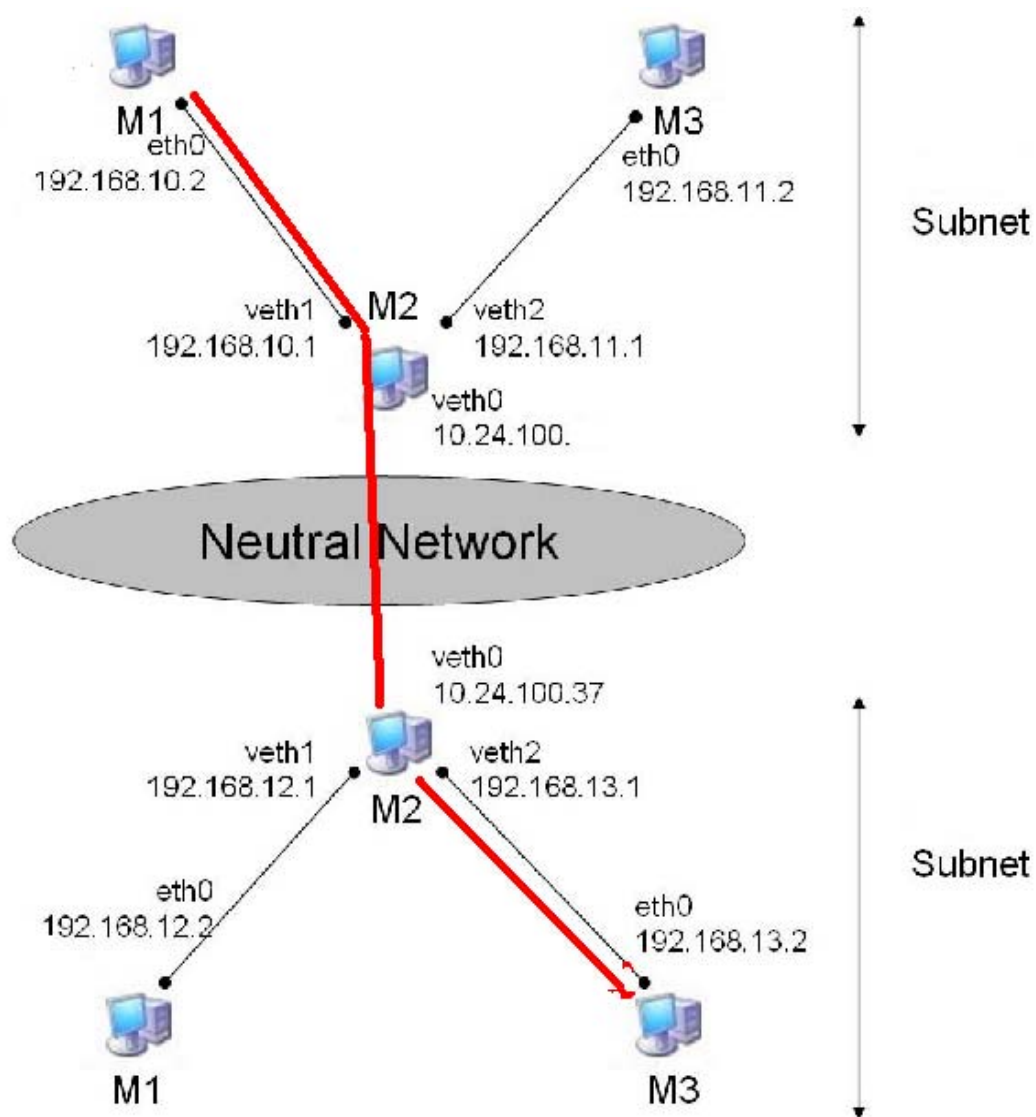 M1
eth0
192.168.10.2
M3
eth0
192.168.11.2
Subnet
veth1
192.168.10.1
M2
veth2
192.168.11.1
veth0
10.24.100.
Neutral Network
veth0
10.24.100.37
veth1
192.168.12.1
M2
veth2
192.168.13.1
Subnet
eth0
192.168.12.2
eth0
192.168.13.2
M1
M3